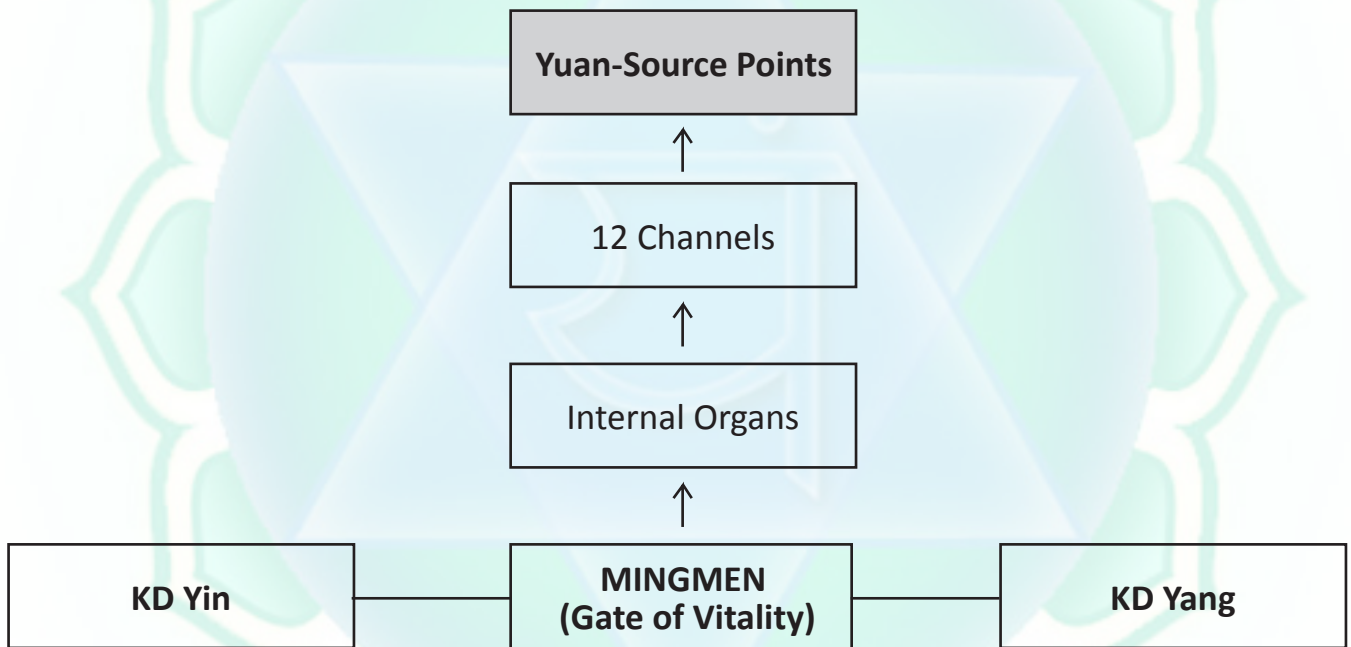 Yuan-Source Points
12 Channels
Internal Organs
KD Yin
MINGMEN
(Gate of Vitality)
KD Yang